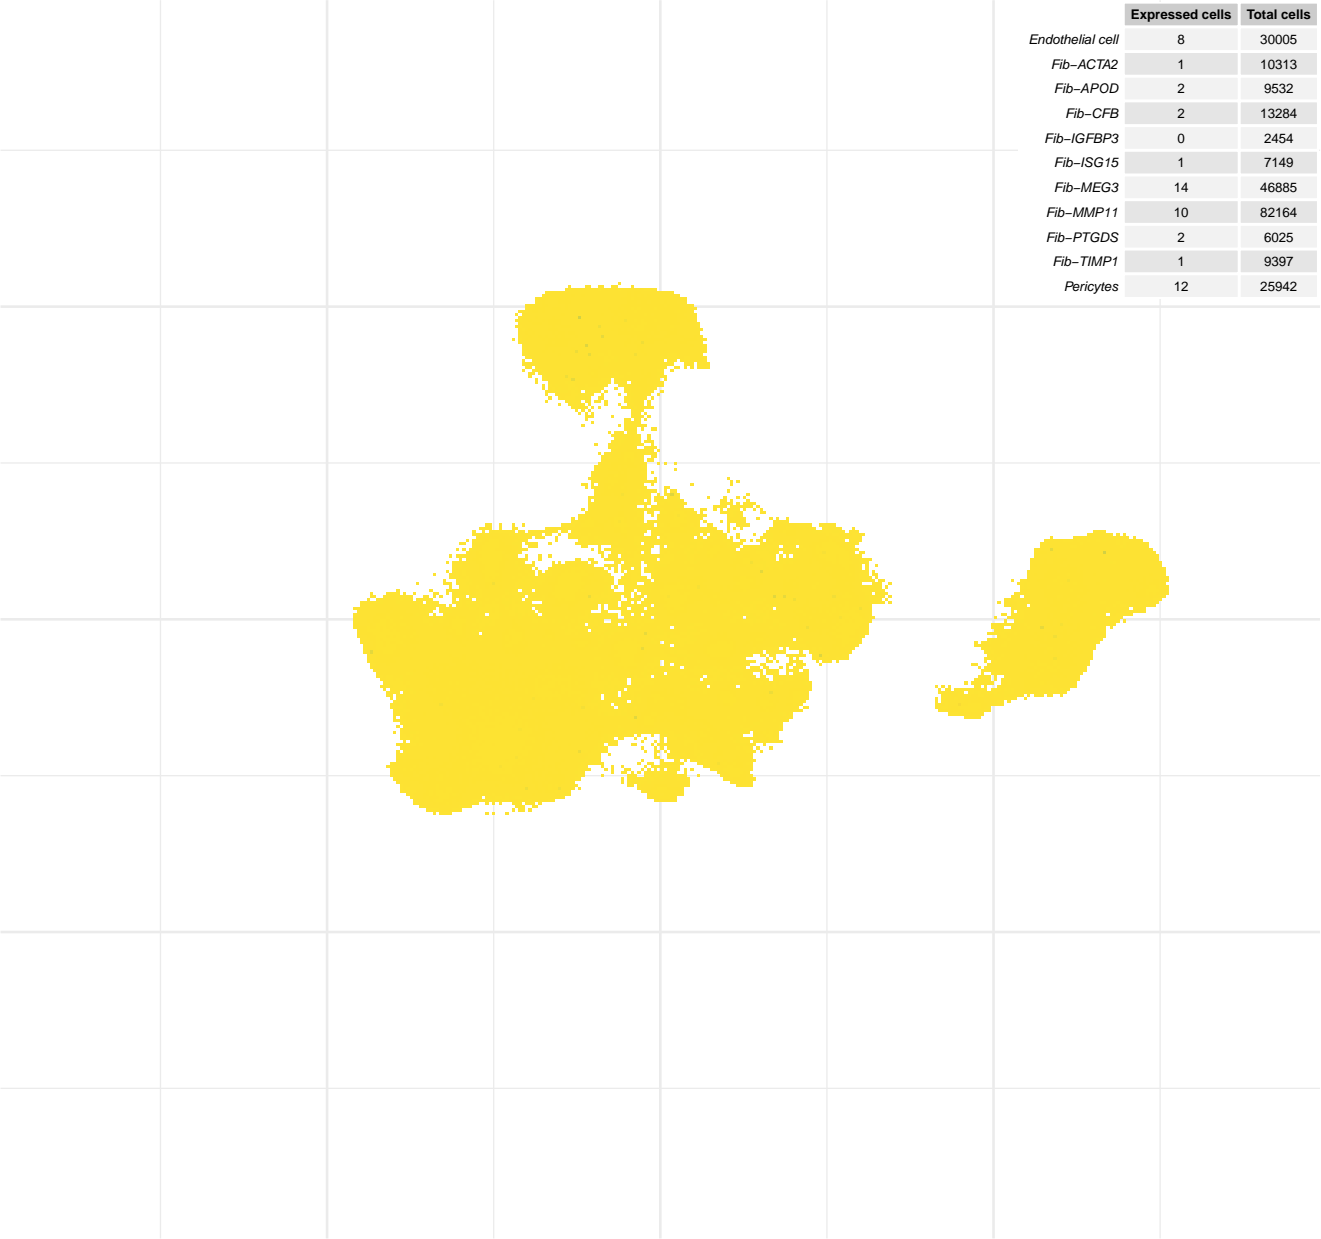 Expressed cells Total cells
Endothelial cell 8 30005
Fib−ACTA2 1 10313
Fib−APOD 2 9532
Fib−CFB 2 13284
Fib−IGFBP3 0 2454
Fib−ISG15 1 7149
Fib−MEG3 14 46885
Fib−MMP11 10 82164
Fib−PTGDS 2 6025
Fib−TIMP1 1 9397
Pericytes 12 25942